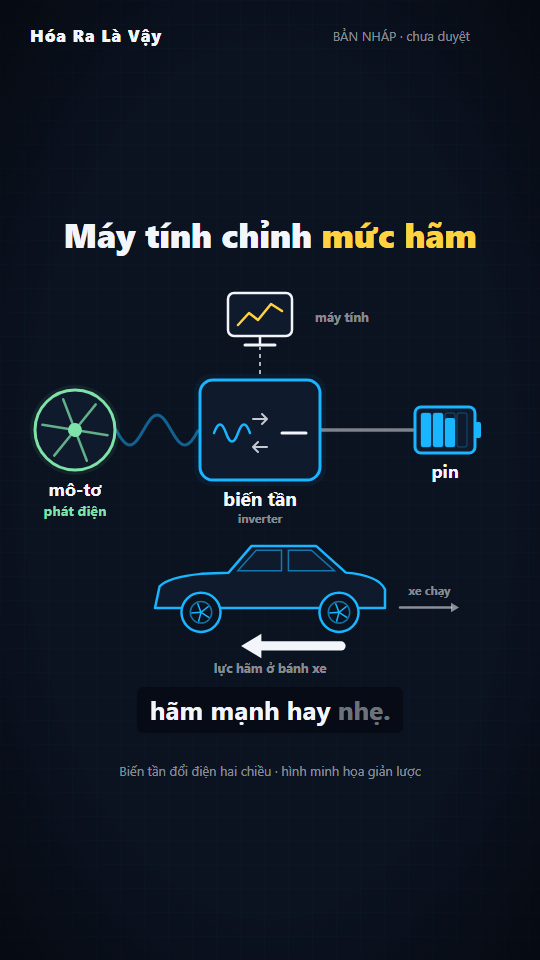 Hóa Ra Là Vậy
BẢN NHÁP · chưa duyệt
Máy tính chỉnh mức hãm
máy tính
mô-tơ
phát điện
biến tần
inverter
pin
xe chạy
lực hãm ở bánh xe
hãm mạnh hay nhẹ.
Biến tần đổi điện hai chiều · hình minh họa giản lược